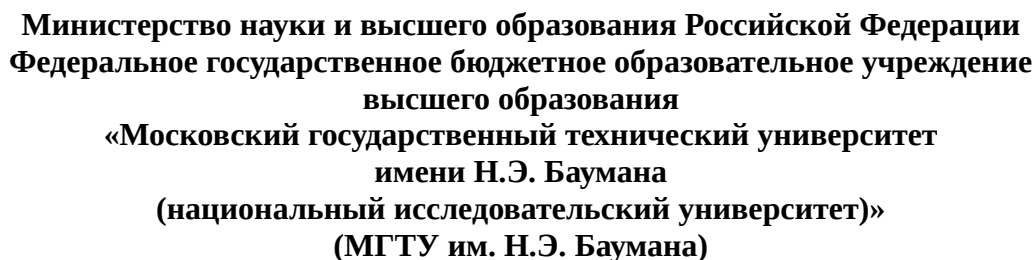 Министерство науки и высшего образования Российской Федерации
Федеральное государственное бюджетное образовательное учреждение
высшего образования
«Московский государственный технический университет
имени Н.Э. Баумана
(национальный исследовательский университет)»
(МГТУ им. Н.Э. Баумана)